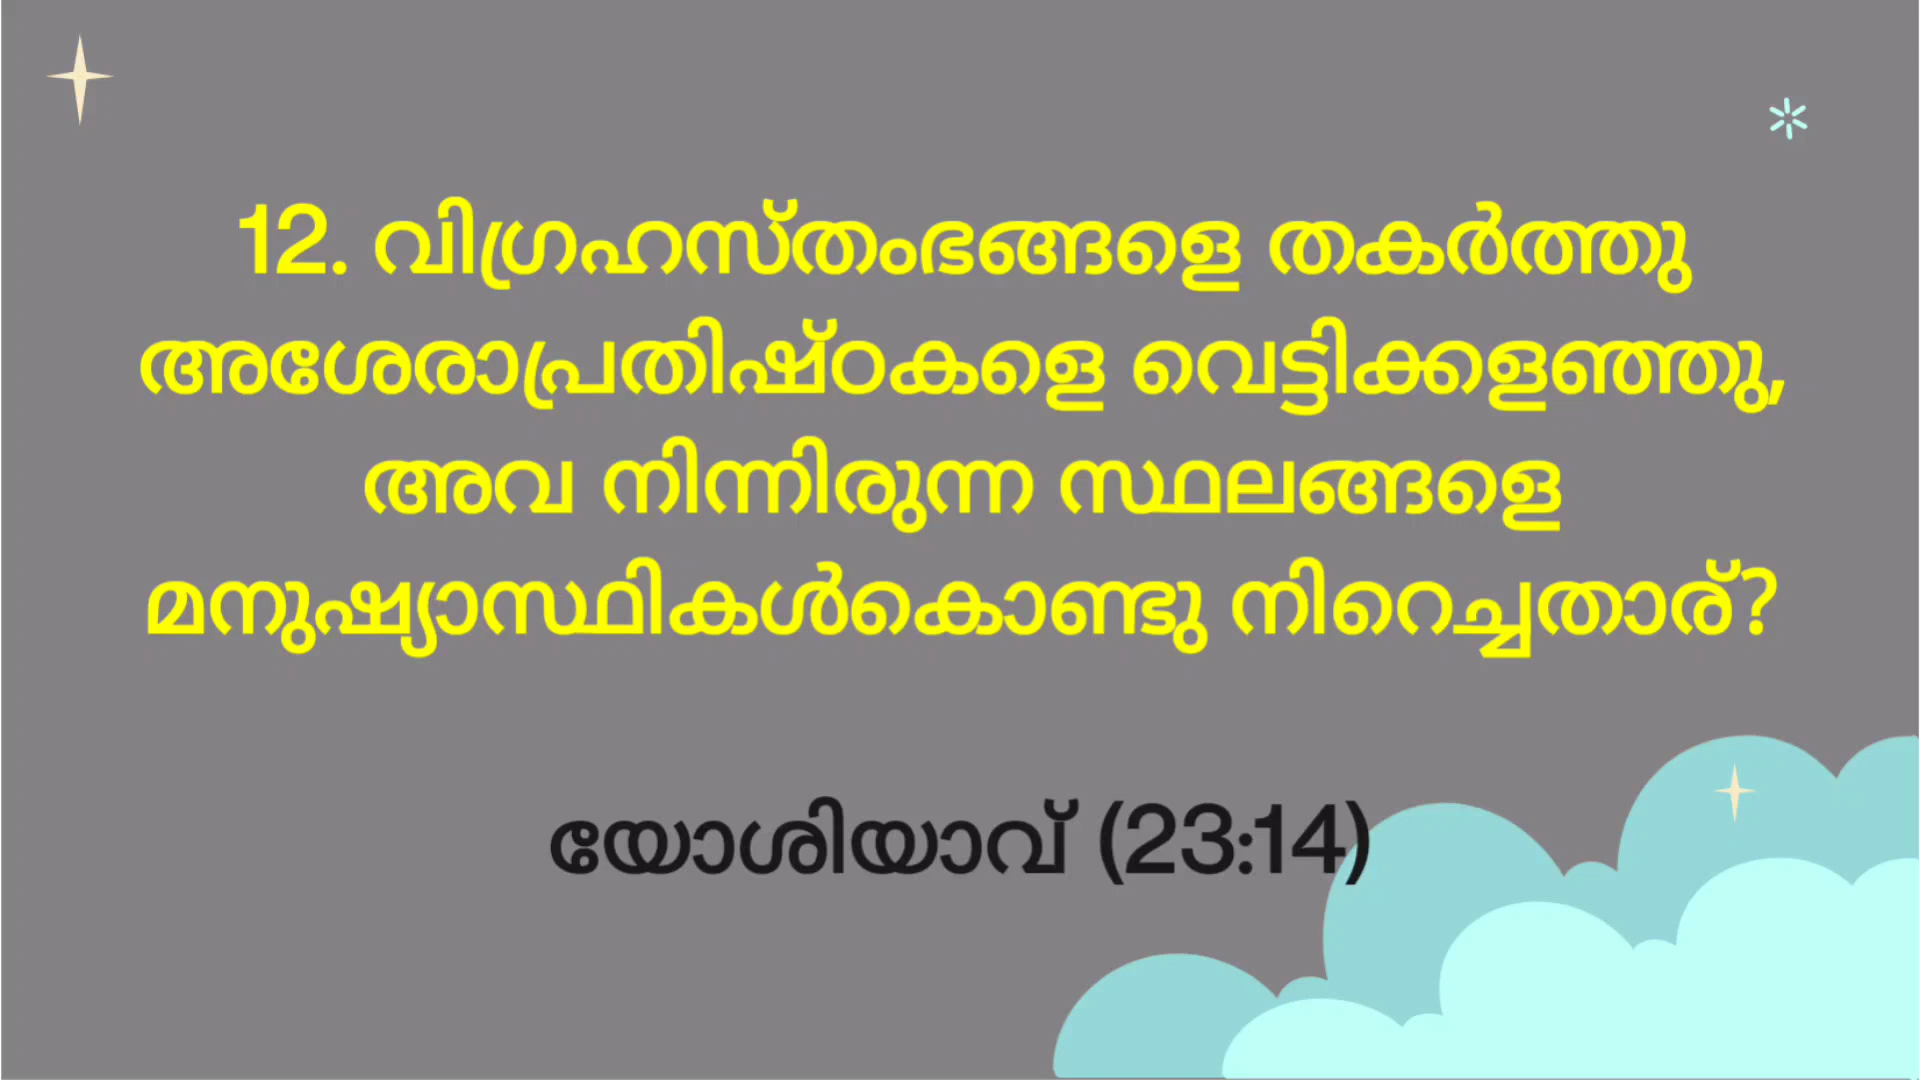 12. വിഗ്രഹസ്തംഭങ്ങളെ തകർത്തു
അശേരാപ്രതിഷ്ഠകളെ വെട്ടിക്കളഞ്ഞു,
അവ നിന്നിരുന്ന സ്ഥലങ്ങളെ
മനുഷ്യാസ്ഥികൾകൊണ്ടു നിറെച്ചതാര്?
യോശിയാവ് (23:14)